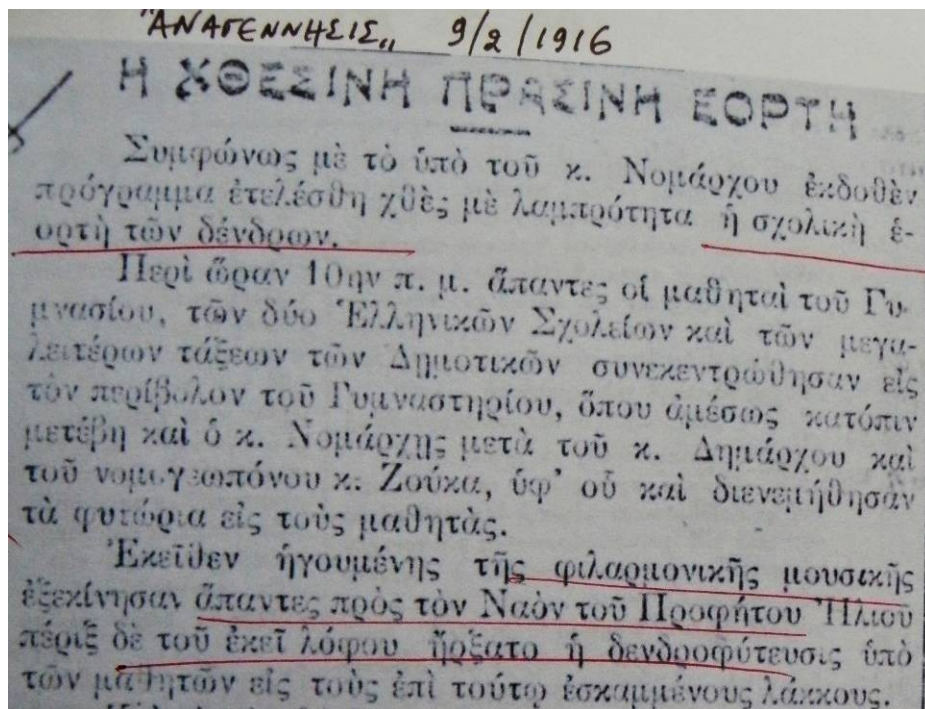 "ΑΝΑΓΕΝΝΗΣΙΣ„ 9/2/1916
Η ΧΘΕΣΙΝΗ ΠΡΑΣΙΝΗ ΕΟΡΤΗ
Συμφώνως μὲ τὸ ὑπὸ τοῦ κ. Νομάρχου ἐκδοθὲν
πρόγραμμα ἐτελέσθη χθὲς μὲ λαμπρότητα ἡ σχολικὴ ἑ-
ορτὴ τῶν δένδρων.
Περὶ ὥραν 10ην π. μ. ἅπαντες οἱ μαθηταὶ τοῦ Γυ-
μνασίου, τῶν δύο Ἑλληνικῶν Σχολείων καὶ τῶν μεγα-
λειτέρων τάξεων τῶν Δημοτικῶν συνεκεντρώθησαν εἰς
τὸν περίβολον τοῦ Γυμναστηρίου, ὅπου ἀμέσως κατόπιν
μετέβη καὶ ὁ κ. Νομάρχης μετὰ τοῦ κ. Δημάρχου καὶ
τοῦ νομογεωπόνου κ. Ζούκα, ὑφ' οὗ καὶ διενεμήθησαν
τὰ φυτώρια εἰς τοὺς μαθητάς.
Ἐκεῖθεν ἡγουμένης τῆς φιλαρμονικῆς μουσικῆς
ἐξεκίνησαν ἅπαντες πρὸς τὸν Ναὸν τοῦ Προφήτου Ἠλιοῦ
πέριξ δὲ τοῦ ἐκεῖ λόφου ἤρξατο ἡ δενδροφύτευσις ὑπὸ
τῶν μαθητῶν εἰς τοὺς ἐπὶ τούτῳ ἐσκαμμένους λάκκους.